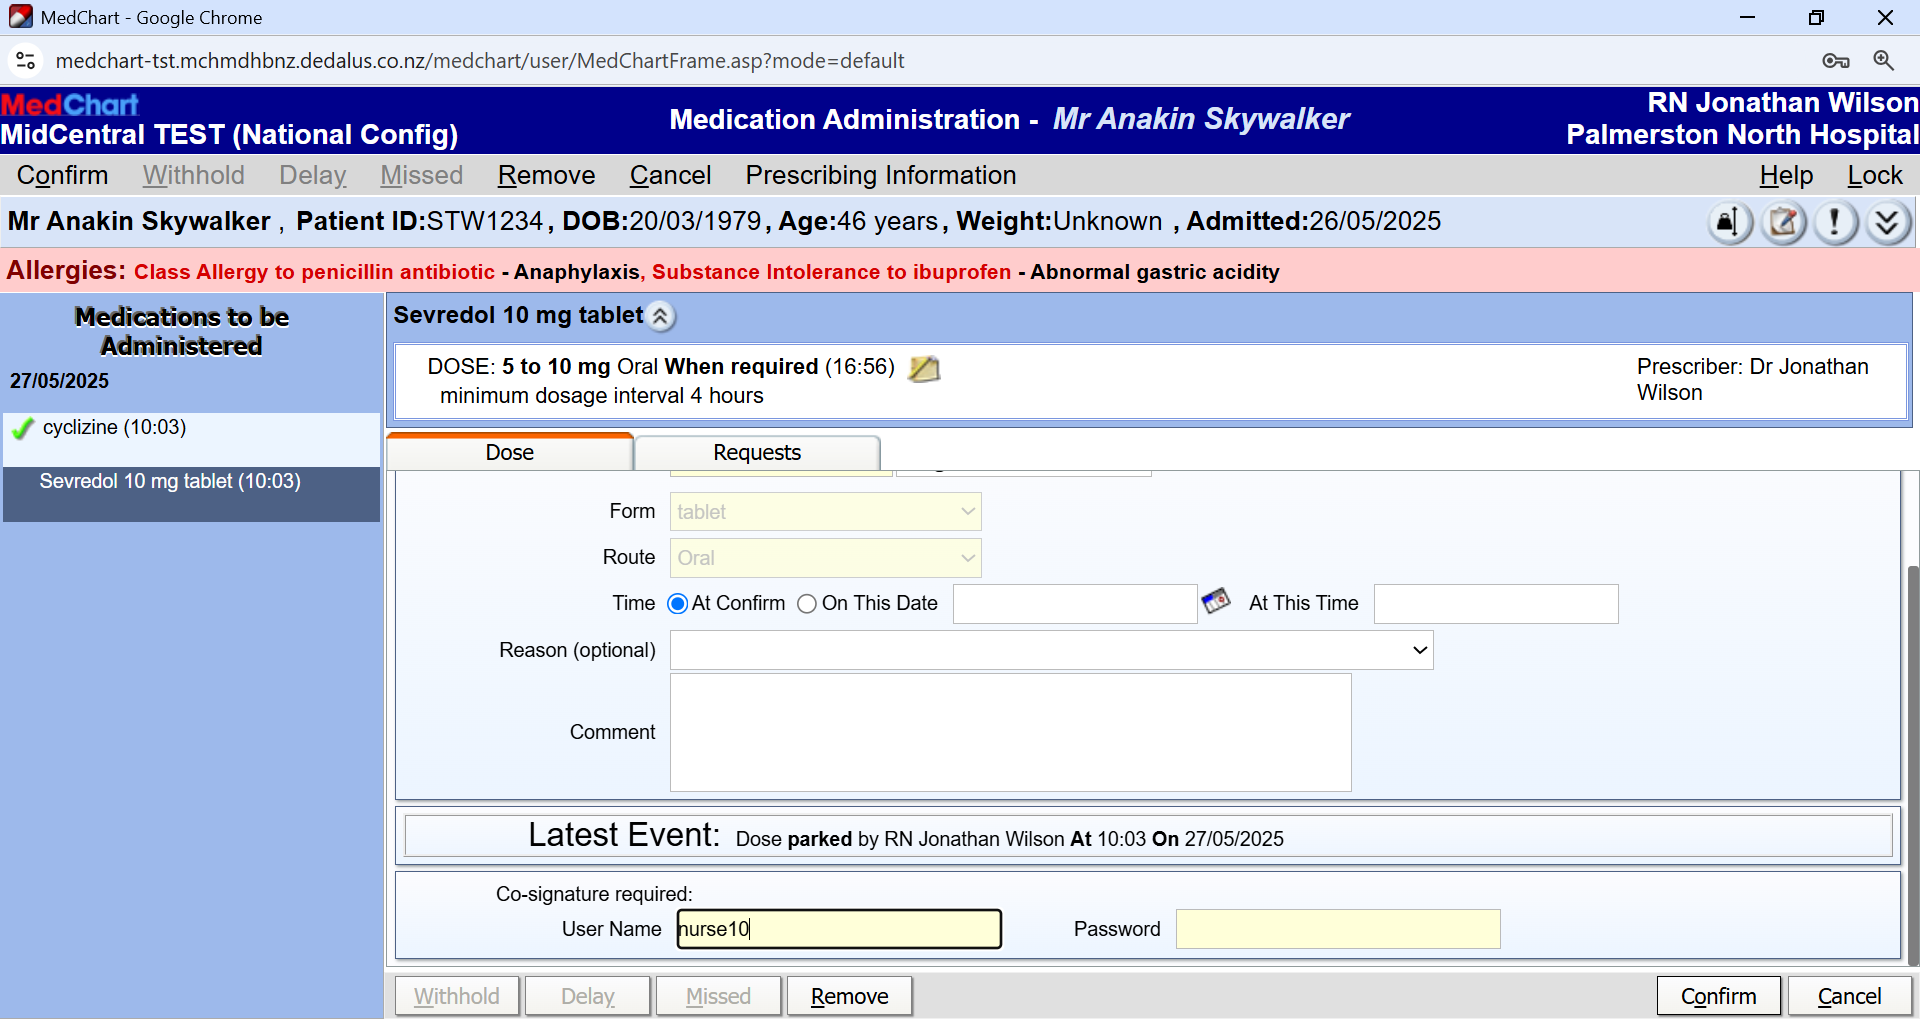 MedChart - Google Chrome
medchart-tst.mchmdhbnz.dedalus.co.nz/medchart/user/MedChartFrame.asp?mode=default
MedChart
MidCentral TEST (National Config)
Medication Administration - Mr Anakin Skywalker
RN Jonathan Wilson
Palmerston North Hospital
Confirm Withhold Delay Missed Remove Cancel Prescribing Information Help Lock
Mr Anakin Skywalker , Patient ID:STW1234, DOB:20/03/1979, Age:46 years, Weight:Unknown , Admitted:26/05/2025
Allergies: Class Allergy to penicillin antibiotic - Anaphylaxis, Substance Intolerance to ibuprofen - Abnormal gastric acidity
Medications to be
Administered
27/05/2025
cyclizine (10:03)
Sevredol 10 mg tablet (10:03)
Sevredol 10 mg tablet
DOSE: 5 to 10 mg Oral When required (16:56)
minimum dosage interval 4 hours
Prescriber: Dr Jonathan
Wilson
Dose Requests
Form tablet
Route Oral
Time At Confirm On This Date At This Time
Reason (optional)
Comment
Latest Event: Dose parked by RN Jonathan Wilson At 10:03 On 27/05/2025
Co-signature required:
User Name nurse10 Password
Withhold Delay Missed Remove Confirm Cancel